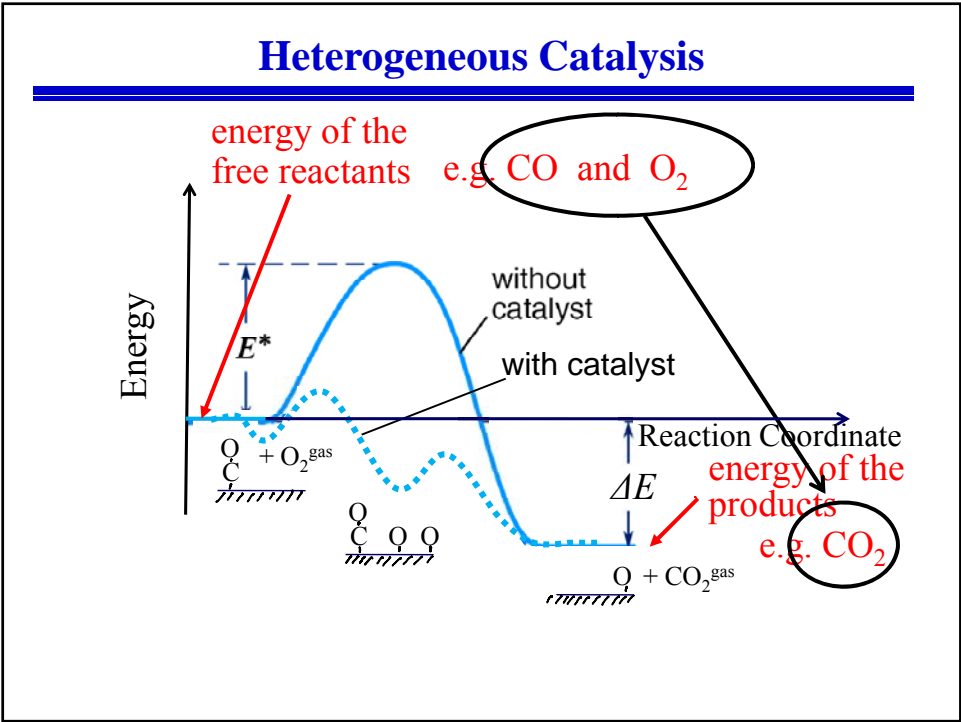 Heterogeneous Catalysis
energy of the
free reactants
e.g. CO and O₂
without
catalyst
with catalyst
Energy
E*
Reaction Coordinate
energy of the
products
e.g. CO₂
ΔE
O
C
+ O₂ᵍᵃˢ
O
C O O
O + CO₂ᵍᵃˢ